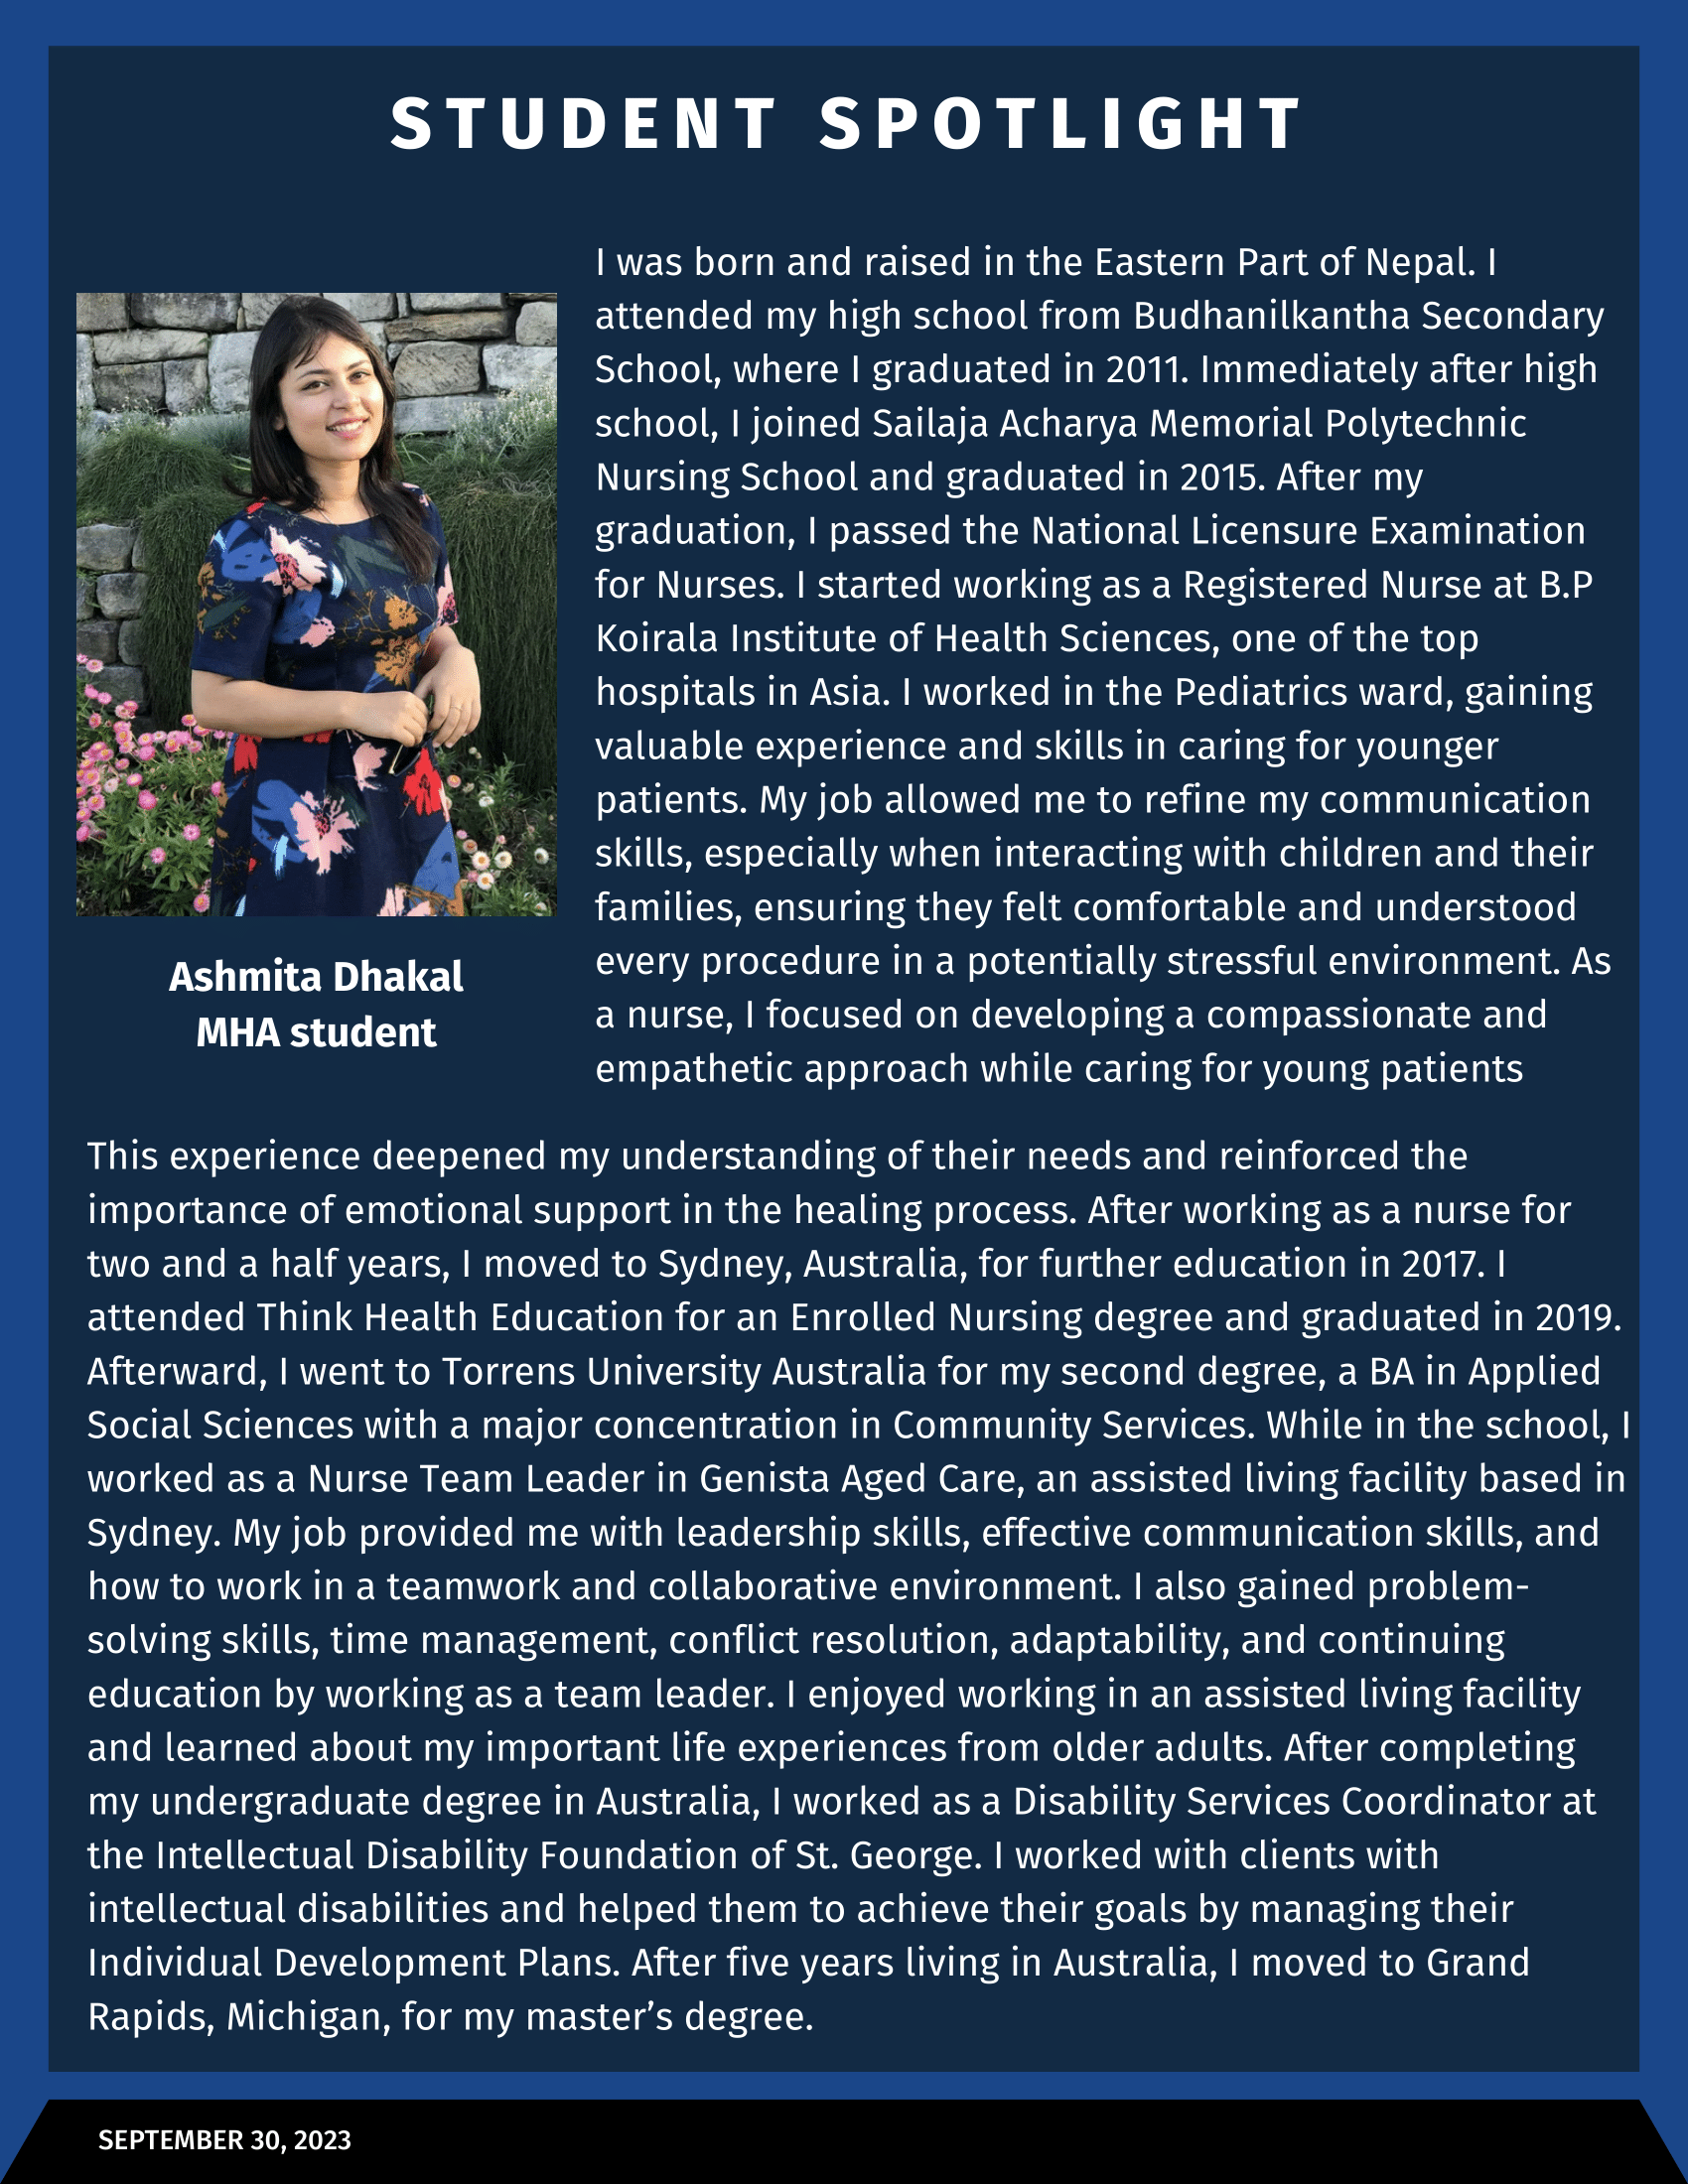 STUDENT SPOTLIGHT
I was born and raised in the Eastern Part of Nepal. I
attended my high school from Budhanilkantha Secondary
School, where I graduated in 2011. Immediately after high
school, I joined Sailaja Acharya Memorial Polytechnic
Nursing School and graduated in 2015. After my
graduation, I passed the National Licensure Examination
for Nurses. I started working as a Registered Nurse at B.P
Koirala Institute of Health Sciences, one of the top
hospitals in Asia. I worked in the Pediatrics ward, gaining
valuable experience and skills in caring for younger
patients. My job allowed me to refine my communication
skills, especially when interacting with children and their
families, ensuring they felt comfortable and understood
every procedure in a potentially stressful environment. As
a nurse, I focused on developing a compassionate and
empathetic approach while caring for young patients
Ashmita Dhakal
MHA student
This experience deepened my understanding of their needs and reinforced the
importance of emotional support in the healing process. After working as a nurse for
two and a half years, I moved to Sydney, Australia, for further education in 2017. I
attended Think Health Education for an Enrolled Nursing degree and graduated in 2019.
Afterward, I went to Torrens University Australia for my second degree, a BA in Applied
Social Sciences with a major concentration in Community Services. While in the school, I
worked as a Nurse Team Leader in Genista Aged Care, an assisted living facility based in
Sydney. My job provided me with leadership skills, effective communication skills, and
how to work in a teamwork and collaborative environment. I also gained problem-
solving skills, time management, conflict resolution, adaptability, and continuing
education by working as a team leader. I enjoyed working in an assisted living facility
and learned about my important life experiences from older adults. After completing
my undergraduate degree in Australia, I worked as a Disability Services Coordinator at
the Intellectual Disability Foundation of St. George. I worked with clients with
intellectual disabilities and helped them to achieve their goals by managing their
Individual Development Plans. After five years living in Australia, I moved to Grand
Rapids, Michigan, for my master’s degree.
SEPTEMBER 30, 2023